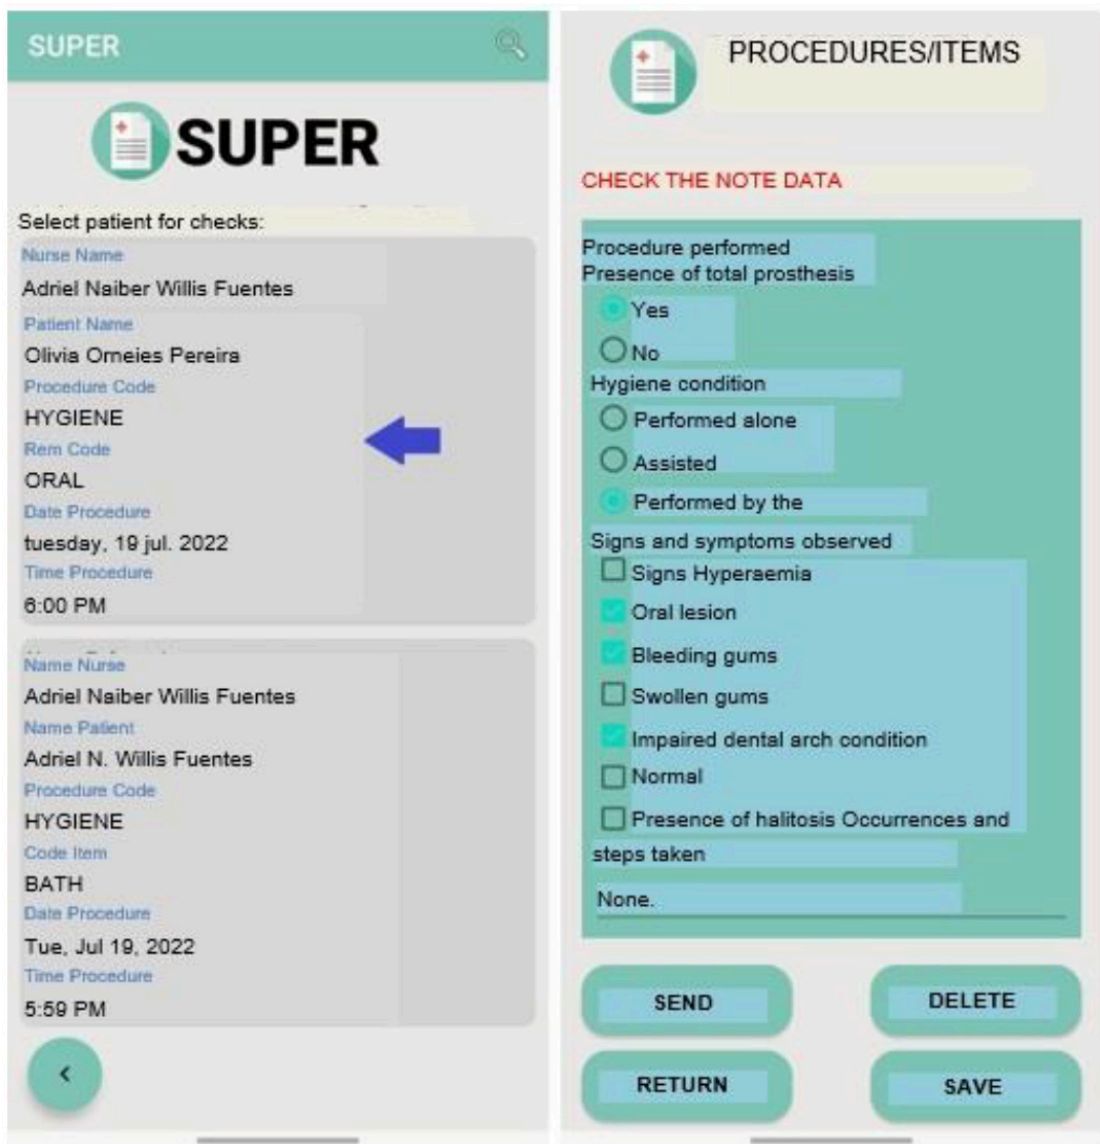 SUPER
SUPER
Select patient for checks:
Nurse Name
Adriel Naiber Willis Fuentes
Patient Name
Olivia Orneies Pereira
Procedure Code
HYGIENE
Rem Code
ORAL
Date Procedure
tuesday, 19 jul. 2022
Time Procedure
6:00 PM
Name Nurse
Adriel Naiber Willis Fuentes
Name Patient
Adriel N. Willis Fuentes
Procedure Code
HYGIENE
Code Item
BATH
Date Procedure
Tue, Jul 19, 2022
Time Procedure
5:59 PM
<
PROCEDURES/ITEMS
CHECK THE NOTE DATA
Procedure performed
Presence of total prosthesis
Yes
No
Hygiene condition
Performed alone
Assisted
Performed by the
Signs and symptoms observed
Signs Hyperaemia
Oral lesion
Bleeding gums
Swollen gums
Impaired dental arch condition
Normal
Presence of halitosis Occurrences and
steps taken
None.
SEND
DELETE
RETURN
SAVE